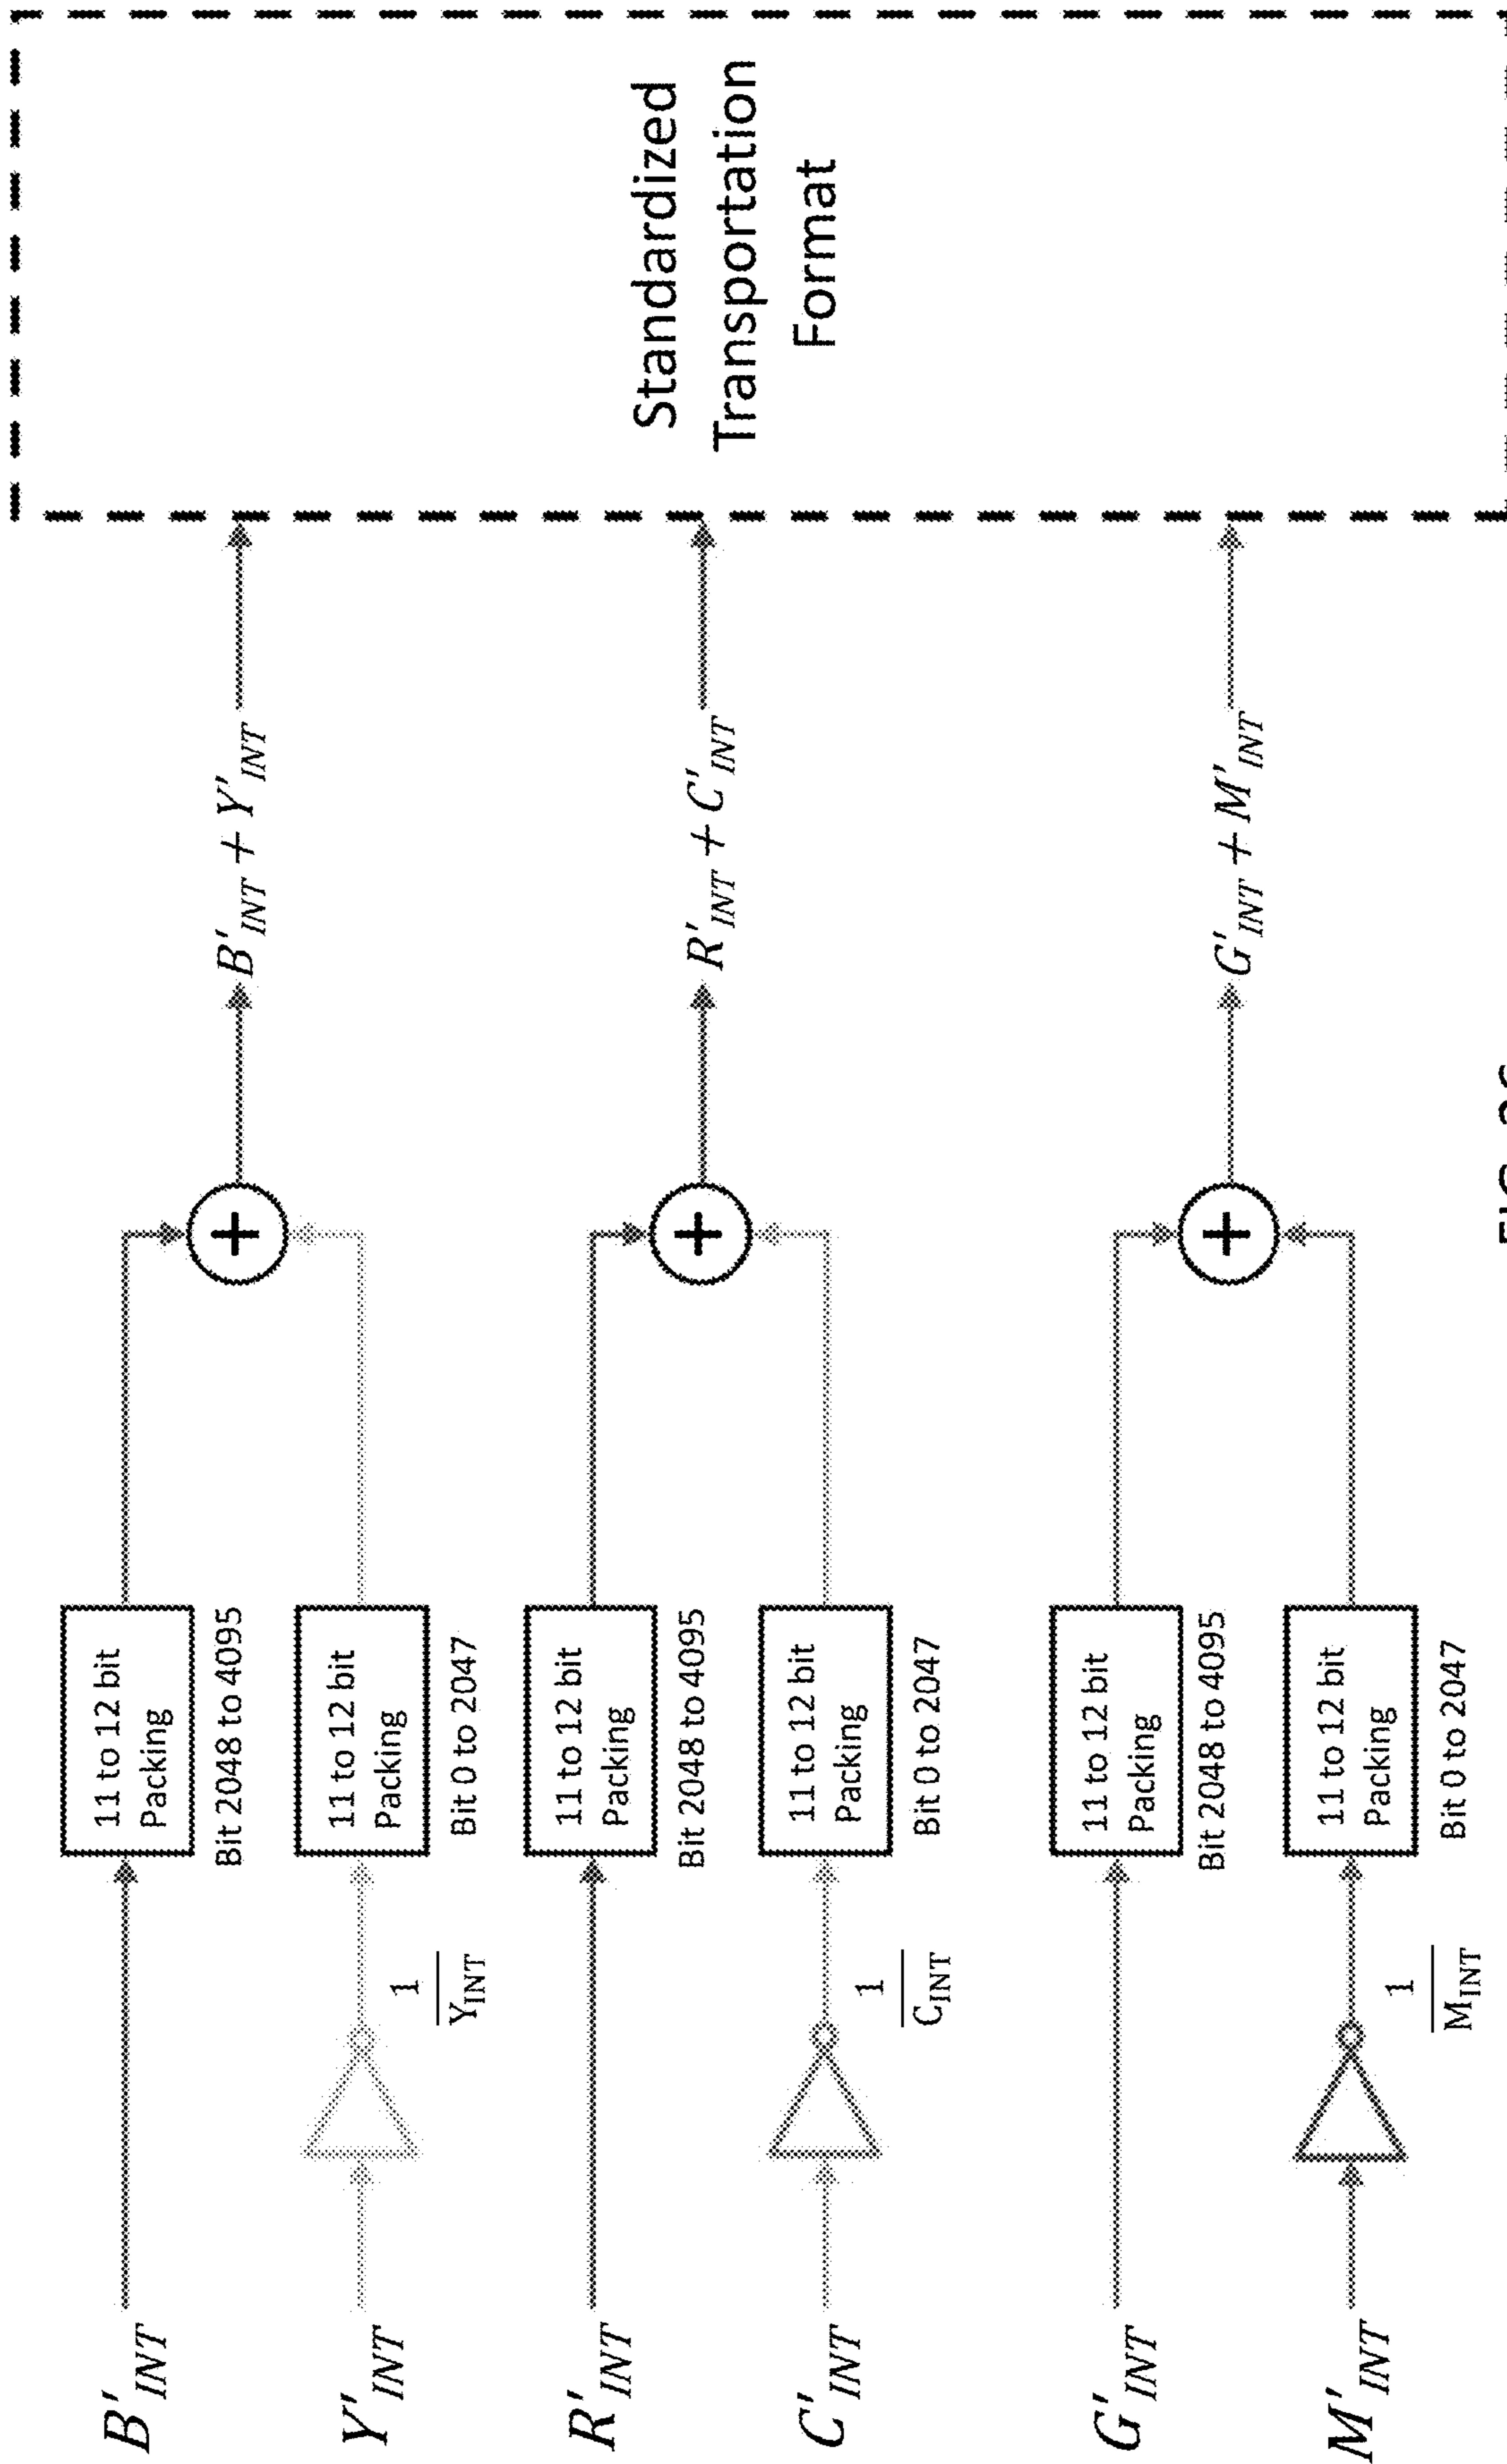 B'INT
11 to 12 bit
Packing
Bit 2048 to 4095
B'INT + Y'INT
Y'INT
1
YINT
11 to 12 bit
Packing
Bit 0 to 2047
R'INT
11 to 12 bit
Packing
Bit 2048 to 4095
R'INT + C'INT
C'INT
1
CINT
11 to 12 bit
Packing
Bit 0 to 2047
G'INT
11 to 12 bit
Packing
Bit 2048 to 4095
G'INT + M'INT
M'INT
1
MINT
11 to 12 bit
Packing
Bit 0 to 2047
+
+
+
Standardized
Transportation
Format